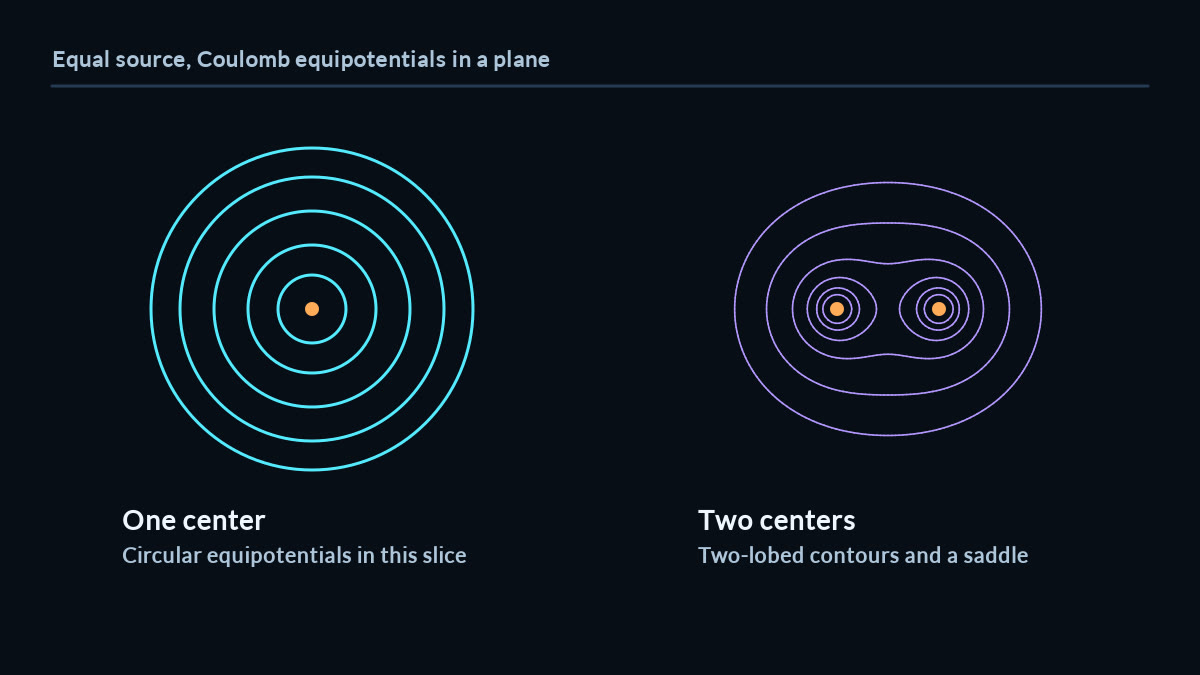 Equal source, Coulomb equipotentials in a plane
One center
Circular equipotentials in this slice
Two centers
Two-lobed contours and a saddle